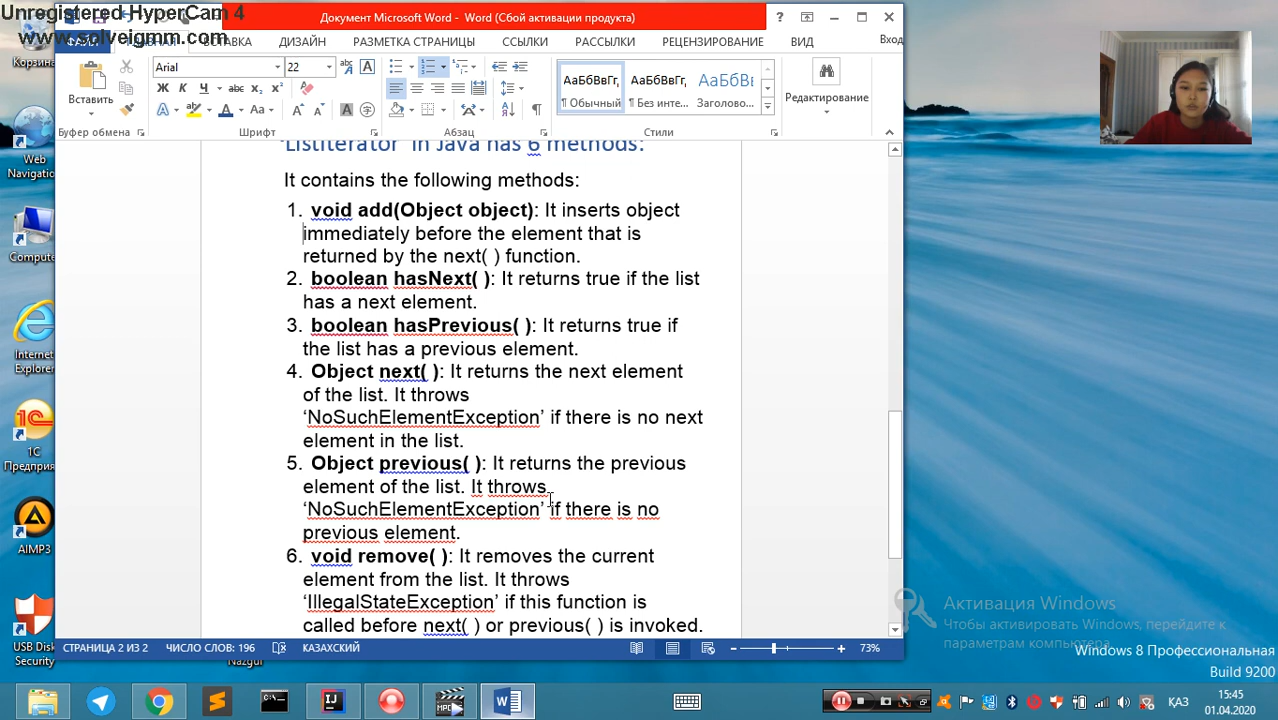 Unregistered HyperCam 4
www.solveigmm.com
Документ Microsoft Word - Word (Сбой активации продукта)
ФАЙЛ ГЛАВНАЯ ВСТАВКА ДИЗАЙН РАЗМЕТКА СТРАНИЦЫ ССЫЛКИ РАССЫЛКИ РЕЦЕНЗИРОВАНИЕ ВИД Вход
Arial 22
Вставить
Ж К Ч abc x₂ x²
АаБбВвГг, АаБбВвГг, АаБбВв
¶ Обычный ¶ Без инте... Заголово...
Редактирование
Буфер обмена Шрифт Абзац Стили
'ListIterator' in Java has 6 methods:
It contains the following methods:
1. void add(Object object): It inserts object
immediately before the element that is
returned by the next( ) function.
2. boolean hasNext( ): It returns true if the list
has a next element.
3. boolean hasPrevious( ): It returns true if
the list has a previous element.
4. Object next( ): It returns the next element
of the list. It throws
‘NoSuchElementException’ if there is no next
element in the list.
5. Object previous( ): It returns the previous
element of the list. It throws
‘NoSuchElementException’ if there is no
previous element.
6. void remove( ): It removes the current
element from the list. It throws
‘IllegalStateException’ if this function is
called before next( ) or previous( ) is invoked.
СТРАНИЦА 2 ИЗ 2 ЧИСЛО СЛОВ: 196 КАЗАХСКИЙ 73%
Корзина
Web
Navigatio
Compute
Internet
Explorer
1С
Предприя
AIMP3
USB Disk
Security
Nazgul
Активация Windows
Чтобы активировать Windows, перейдите к
параметрам компьютера.
Windows 8 Профессиональная
Build 9200
ҚАЗ
15:45
01.04.2020